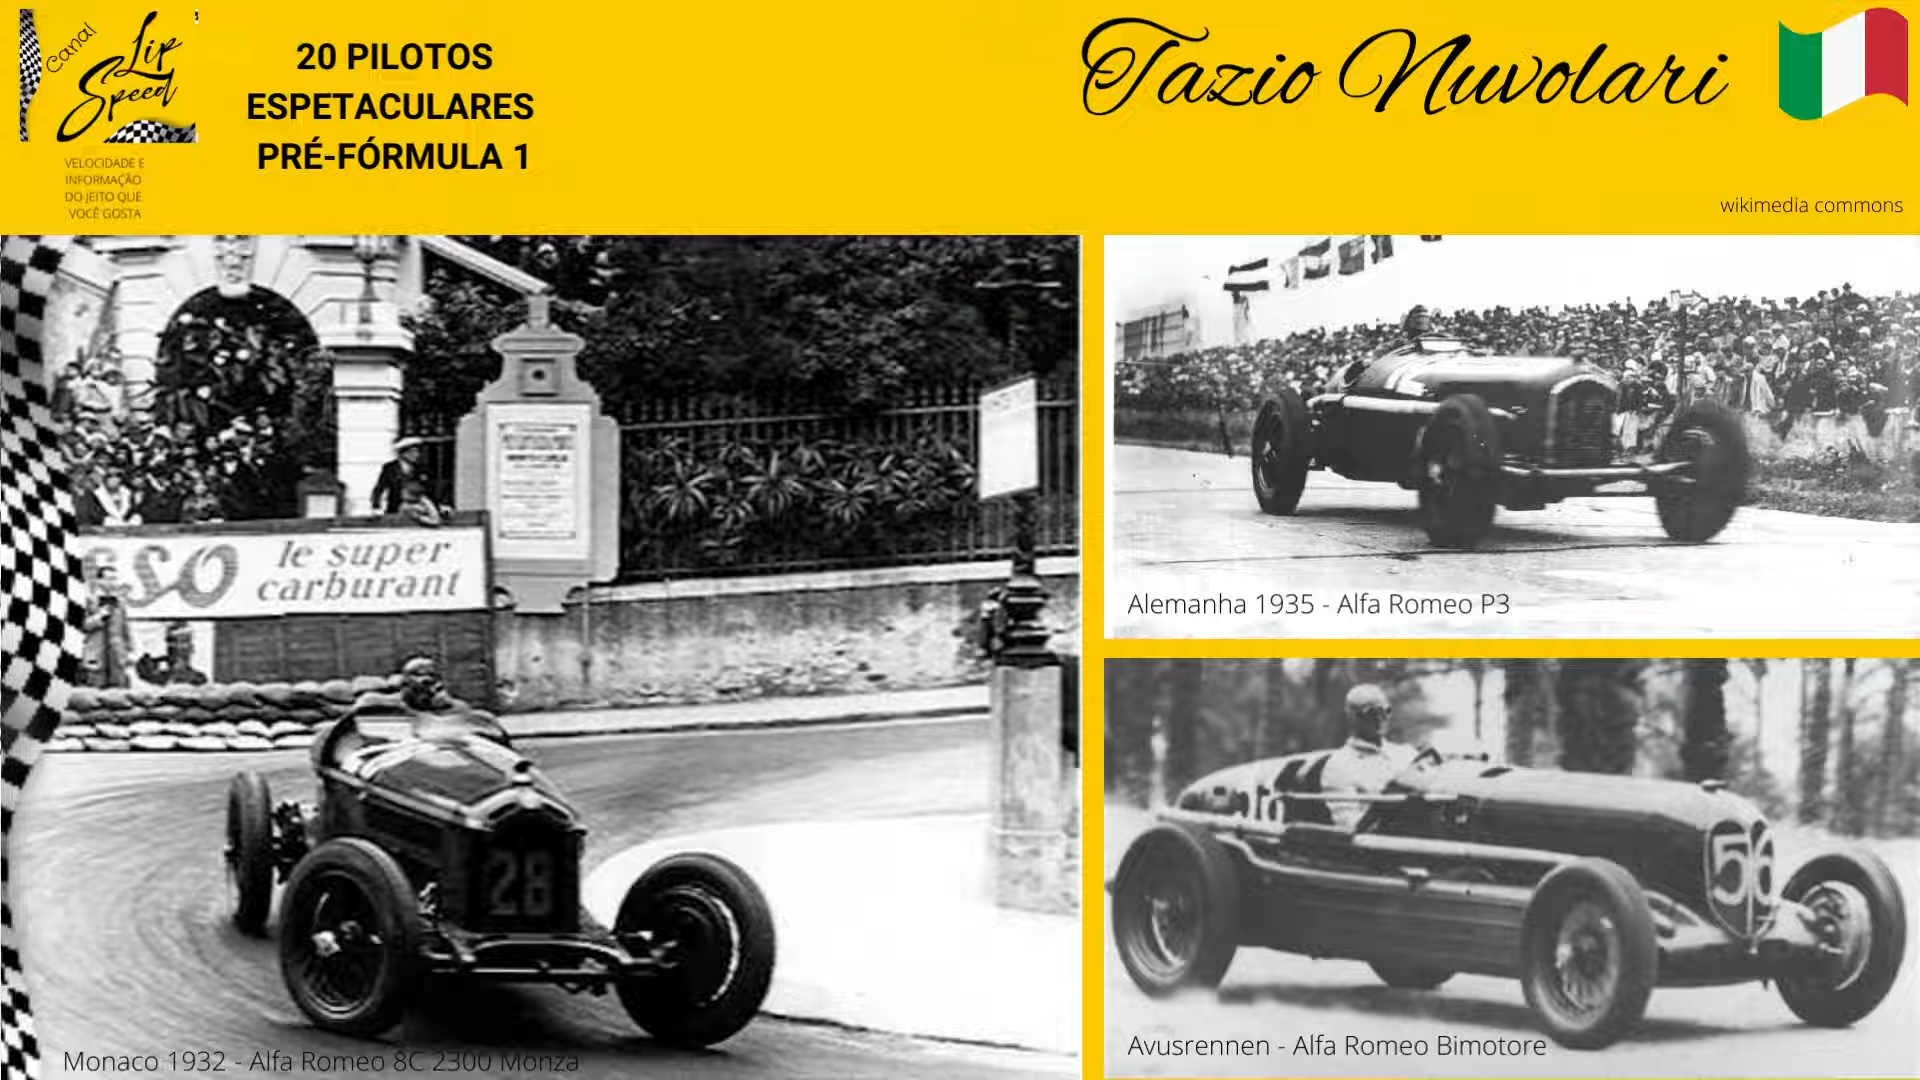 Canal
Lip
Speed
VELOCIDADE E
INFORMAÇÃO
DO JEITO QUE
VOCÊ GOSTA
20 PILOTOS
ESPETACULARES
PRÉ-FÓRMULA 1
Tazio Nuvolari
wikimedia commons
SSO le super
carburant
28
Monaco 1932 - Alfa Romeo 8C 2300 Monza
Alemanha 1935 - Alfa Romeo P3
56
Avusrennen - Alfa Romeo Bimotore